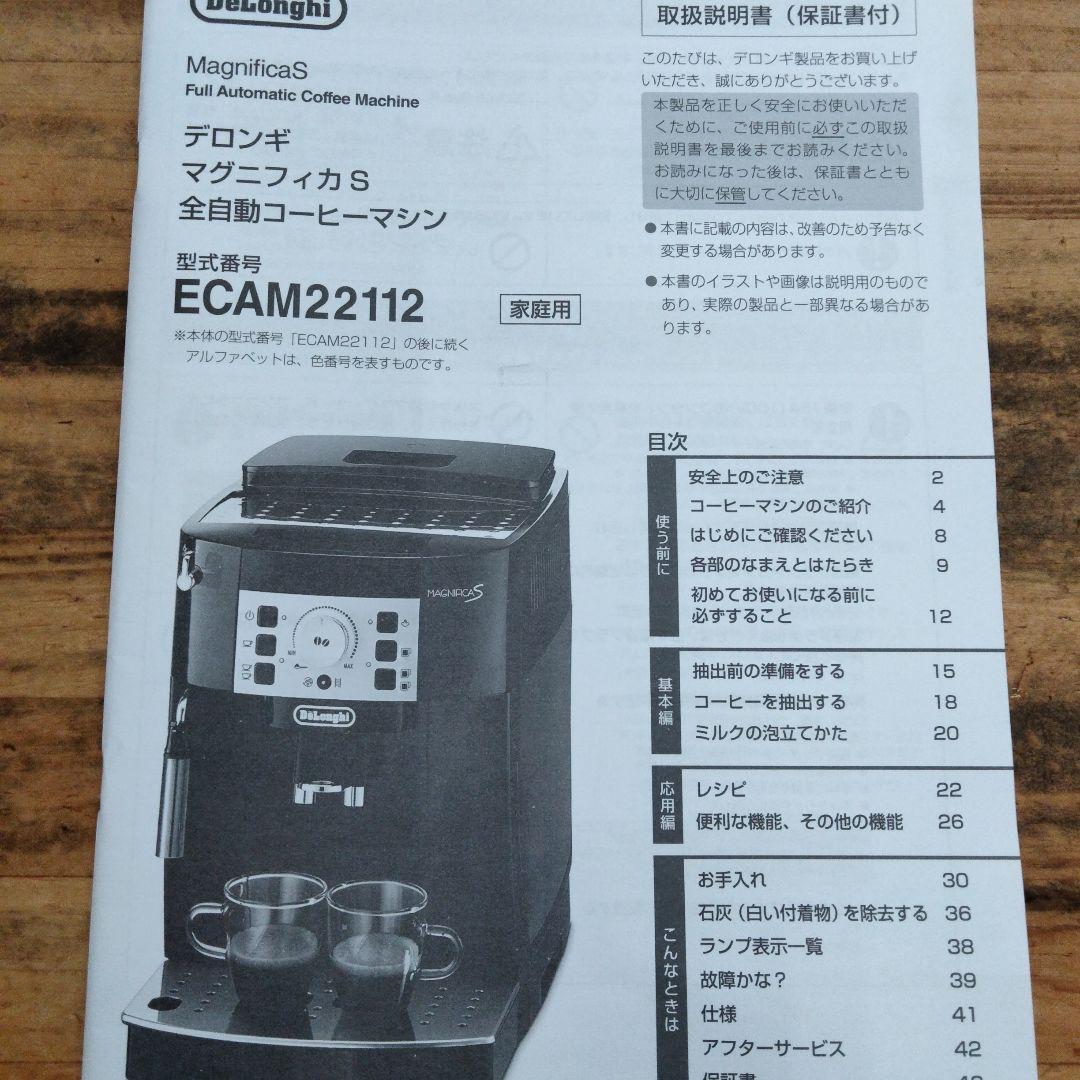 DeLonghi
MagnificaS
Full Automatic Coffee Machine
デロンギ
マグニフィカ S
全自動コーヒーマシン
型式番号
ECAM22112
家庭用
※本体の型式番号「ECAM22112」の後に続く
アルファベットは、色番号を表すものです。
取扱説明書（保証書付）
このたびは、デロンギ製品をお買い上げ
いただき、誠にありがとうございます。
本製品を正しく安全にお使いいただ
くために、ご使用前に必ずこの取扱
説明書を最後までお読みください。
お読みになった後は、保証書ととも
に大切に保管してください。
●本書に記載の内容は、改善のため予告なく
変更する場合があります。
●本書のイラストや画像は説明用のもので
あり、実際の製品と一部異なる場合があ
ります。
MAGNIFICA S
MIN
MAX
DeLonghi
目次
使う前に
安全上のご注意 2
コーヒーマシンのご紹介 4
はじめにご確認ください 8
各部のなまえとはたらき 9
初めてお使いになる前に
必ずすること 12
基本編
抽出前の準備をする 15
コーヒーを抽出する 18
ミルクの泡立てかた 20
応用編
レシピ 22
便利な機能、その他の機能 26
こんなときは
お手入れ 30
石灰（白い付着物）を除去する 36
ランプ表示一覧 38
故障かな？ 39
仕様 41
アフターサービス 42
保証書